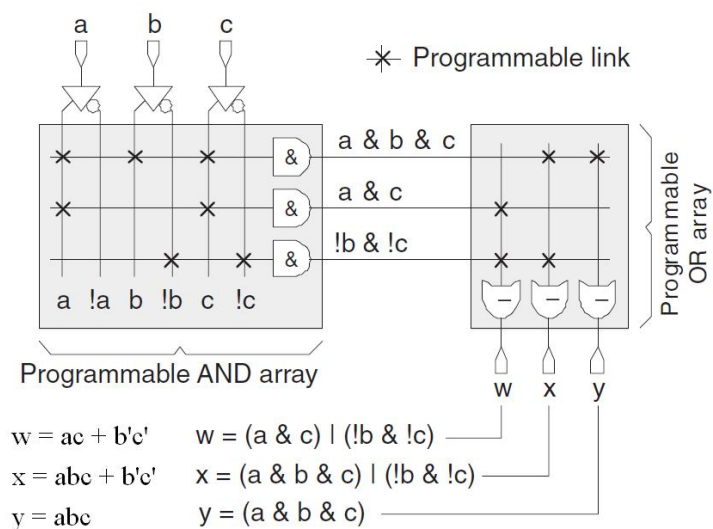 a b c
Programmable link
a & b & c
&
a & c
&
!b & !c
&
a !a b !b c !c
Programmable
OR array
Programmable AND array
w x y
w = ac + b'c' w = (a & c) | (!b & !c)
x = abc + b'c' x = (a & b & c) | (!b & !c)
y = abc y = (a & b & c)